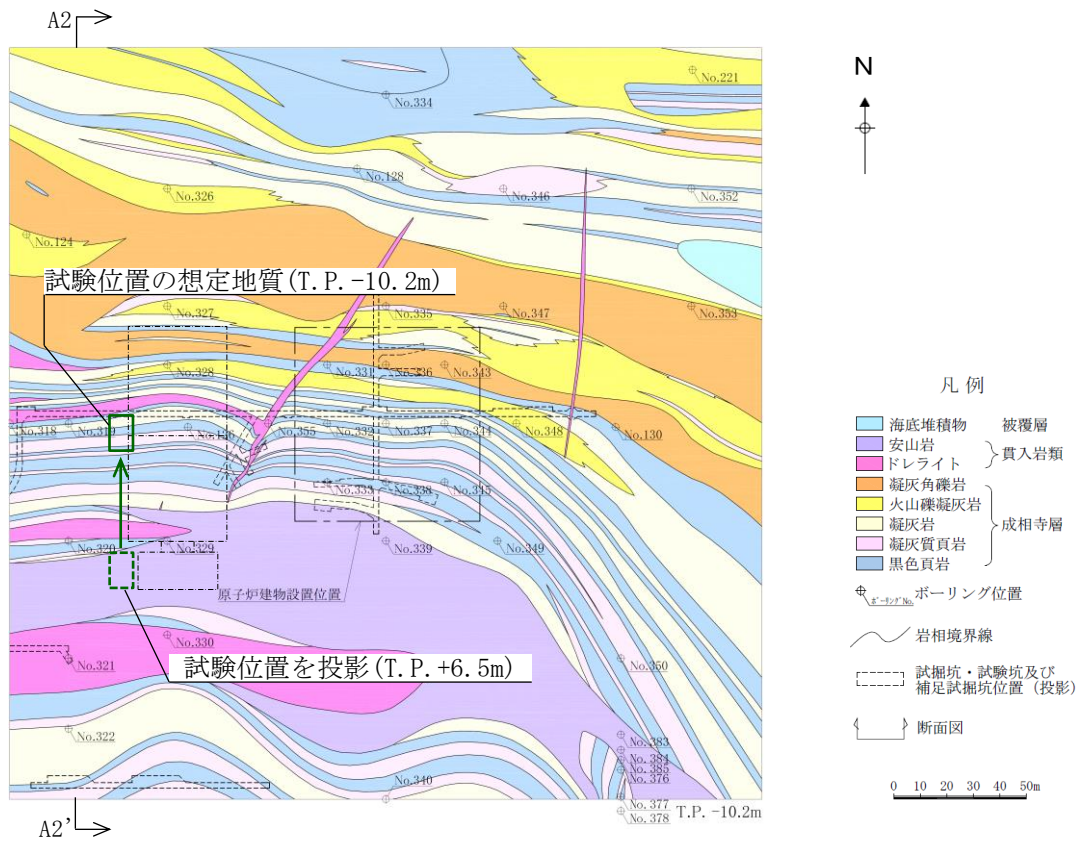 A2
N
No.221
No.334
No.128
No.326
No.346
No.352
No.124
試験位置の想定地質(T.P.-10.2m)
No.327
No.335
No.347
No.353
No.328
No.331
No.336
No.343
No.318
No.319
No.355
No.332
No.337
No.344
No.348
No.130
No.333
No.338
No.345
No.320
No.329
No.339
No.349
原子炉建物設置位置
No.330
No.321
試験位置を投影(T.P.+6.5m)
No.350
No.322
No.383
No.384
No.385
No.376
No.340
No.377
No.378
T.P. -10.2m
A2'
凡 例
海底堆積物 被覆層
安山岩
ドレライト
貫入岩類
凝灰角礫岩
火山礫凝灰岩
凝灰岩
凝灰質頁岩
黒色頁岩
成相寺層
ボーリングNo.
ボーリング位置
岩相境界線
試掘坑・試験坑及び
補足試掘坑位置（投影）
断面図
0 10 20 30 40 50m